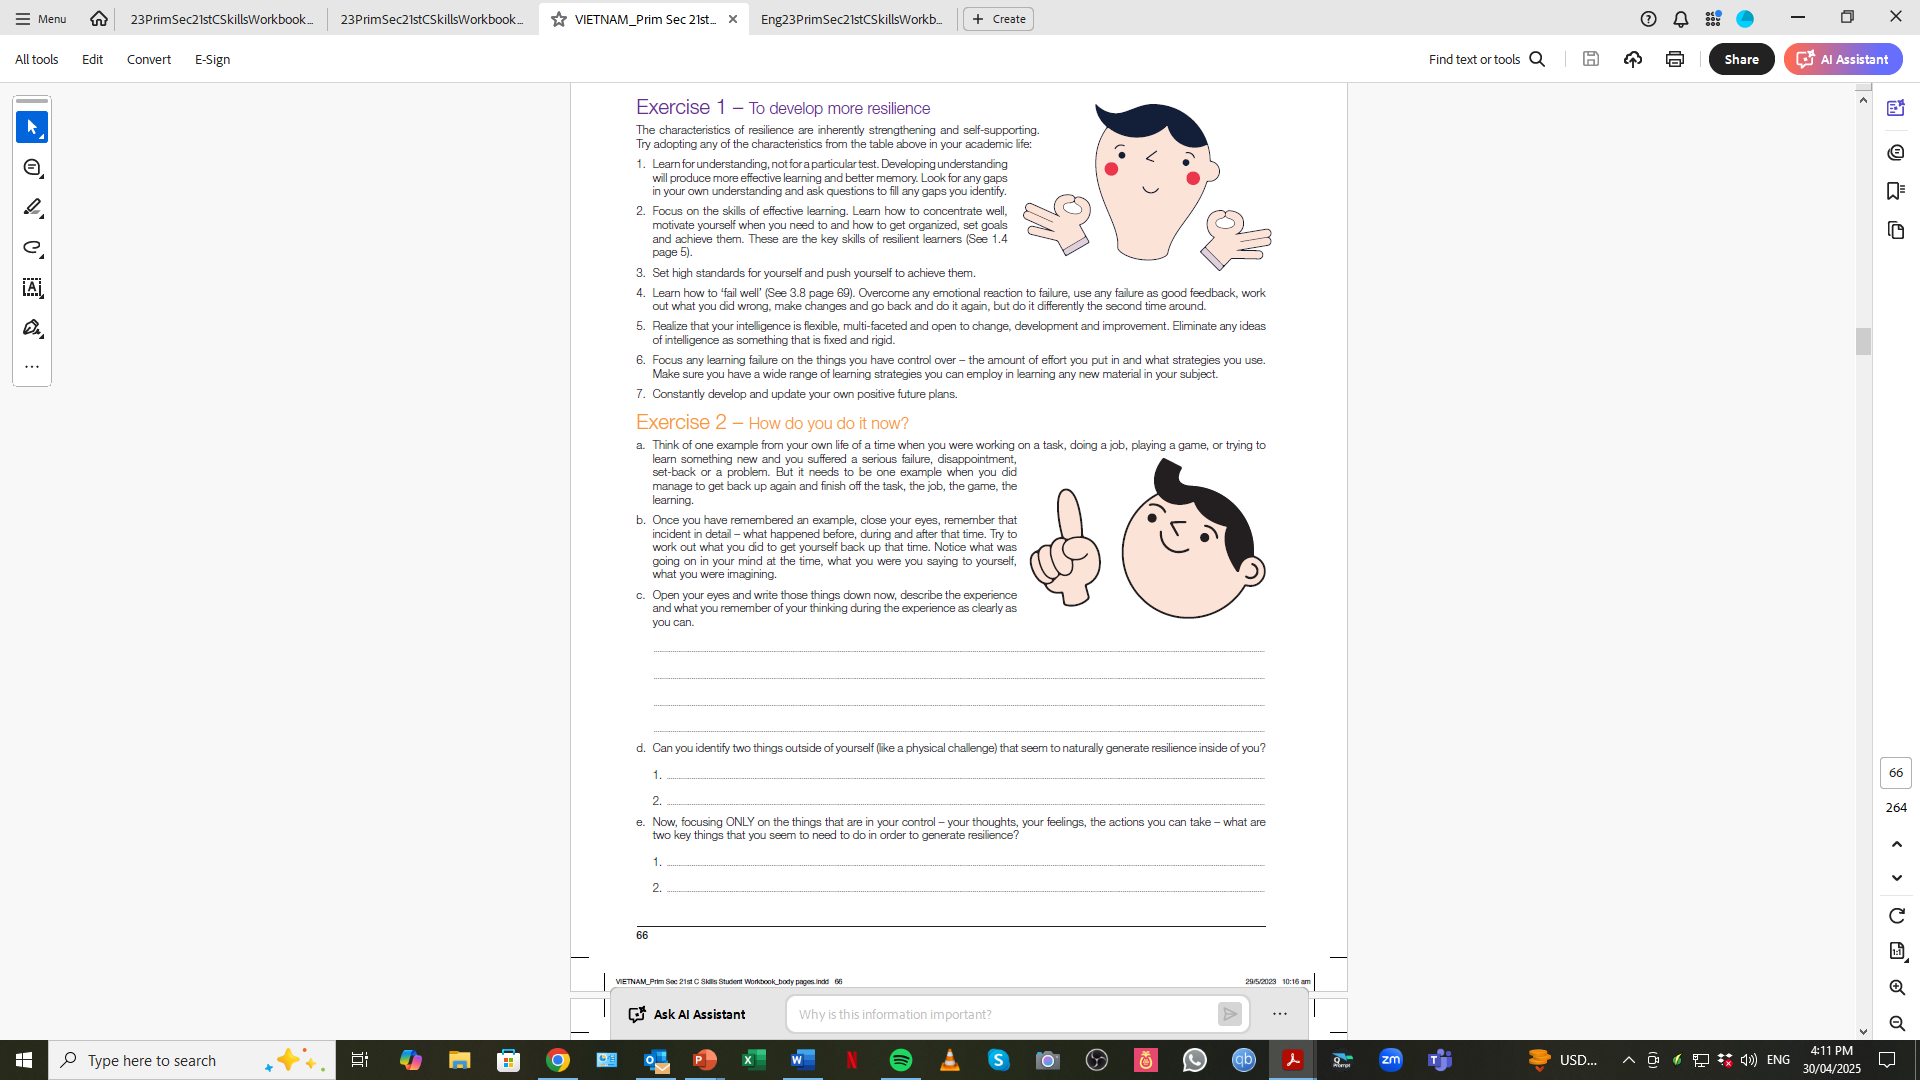 23PrimSec21stCSkillsWorkbook...
23PrimSec21stCSkillsWorkbook...
VIETNAM_Prim Sec 21st...
Eng23PrimSec21stCSkillsWorkb...
Create
Menu
All tools
Edit
Convert
E-Sign
Find text or tools
Share
AI Assistant
Exercise 1 – To develop more resilience
The characteristics of resilience are inherently strengthening and self-supporting.
Try adopting any of the characteristics from the table above in your academic life:
1. Learn for understanding, not for a particular test. Developing understanding
will produce more effective learning and better memory. Look for any gaps
in your own understanding and ask questions to fill any gaps you identify.
2. Focus on the skills of effective learning. Learn how to concentrate well,
motivate yourself when you need to and how to get organized, set goals
and achieve them. These are the key skills of resilient learners (See 1.4
page 5).
3. Set high standards for yourself and push yourself to achieve them.
4. Learn how to ‘fail well’ (See 3.8 page 69). Overcome any emotional reaction to failure, use any failure as good feedback, work
out what you did wrong, make changes and go back and do it again, but do it differently the second time around.
5. Realize that your intelligence is flexible, multi-faceted and open to change, development and improvement. Eliminate any ideas
of intelligence as something that is fixed and rigid.
6. Focus any learning failure on the things you have control over – the amount of effort you put in and what strategies you use.
Make sure you have a wide range of learning strategies you can employ in learning any new material in your subject.
7. Constantly develop and update your own positive future plans.
Exercise 2 – How do you do it now?
a. Think of one example from your own life of a time when you were working on a task, doing a job, playing a game, or trying to
learn something new and you suffered a serious failure, disappointment,
set-back or a problem. But it needs to be one example when you did
manage to get back up again and finish off the task, the job, the game, the
learning.
b. Once you have remembered an example, close your eyes, remember that
incident in detail – what happened before, during and after that time. Try to
work out what you did to get yourself back up that time. Notice what was
going on in your mind at the time, what you were you saying to yourself,
what you were imagining.
c. Open your eyes and write those things down now, describe the experience
and what you remember of your thinking during the experience as clearly as
you can.
d. Can you identify two things outside of yourself (like a physical challenge) that seem to naturally generate resilience inside of you?
1.
2.
e. Now, focusing ONLY on the things that are in your control – your thoughts, your feelings, the actions you can take – what are
two key things that you seem to need to do in order to generate resilience?
1.
2.
66
VIETNAM_Prim Sec 21st C Skills Student Workbook_body pages.indd 66
29/5/2023 10:16 am
66
264
Ask AI Assistant
Why is this information important?
Type here to search
USD...
ENG
4:11 PM
30/04/2025